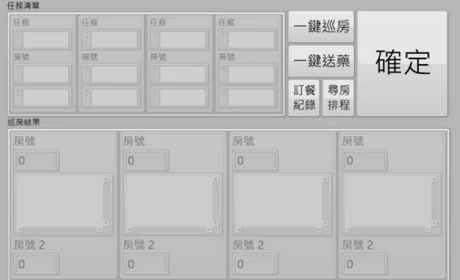 任務清單
任務 任務 任務 任務
房號 房號 房號 房號
一鍵巡房
一鍵送藥
訂餐紀錄
尋房排程
確定
巡房結果
房號 房號 房號 房號
0 0 0 0
房號 2 房號 2 房號 2 房號 2
0 0 0 0